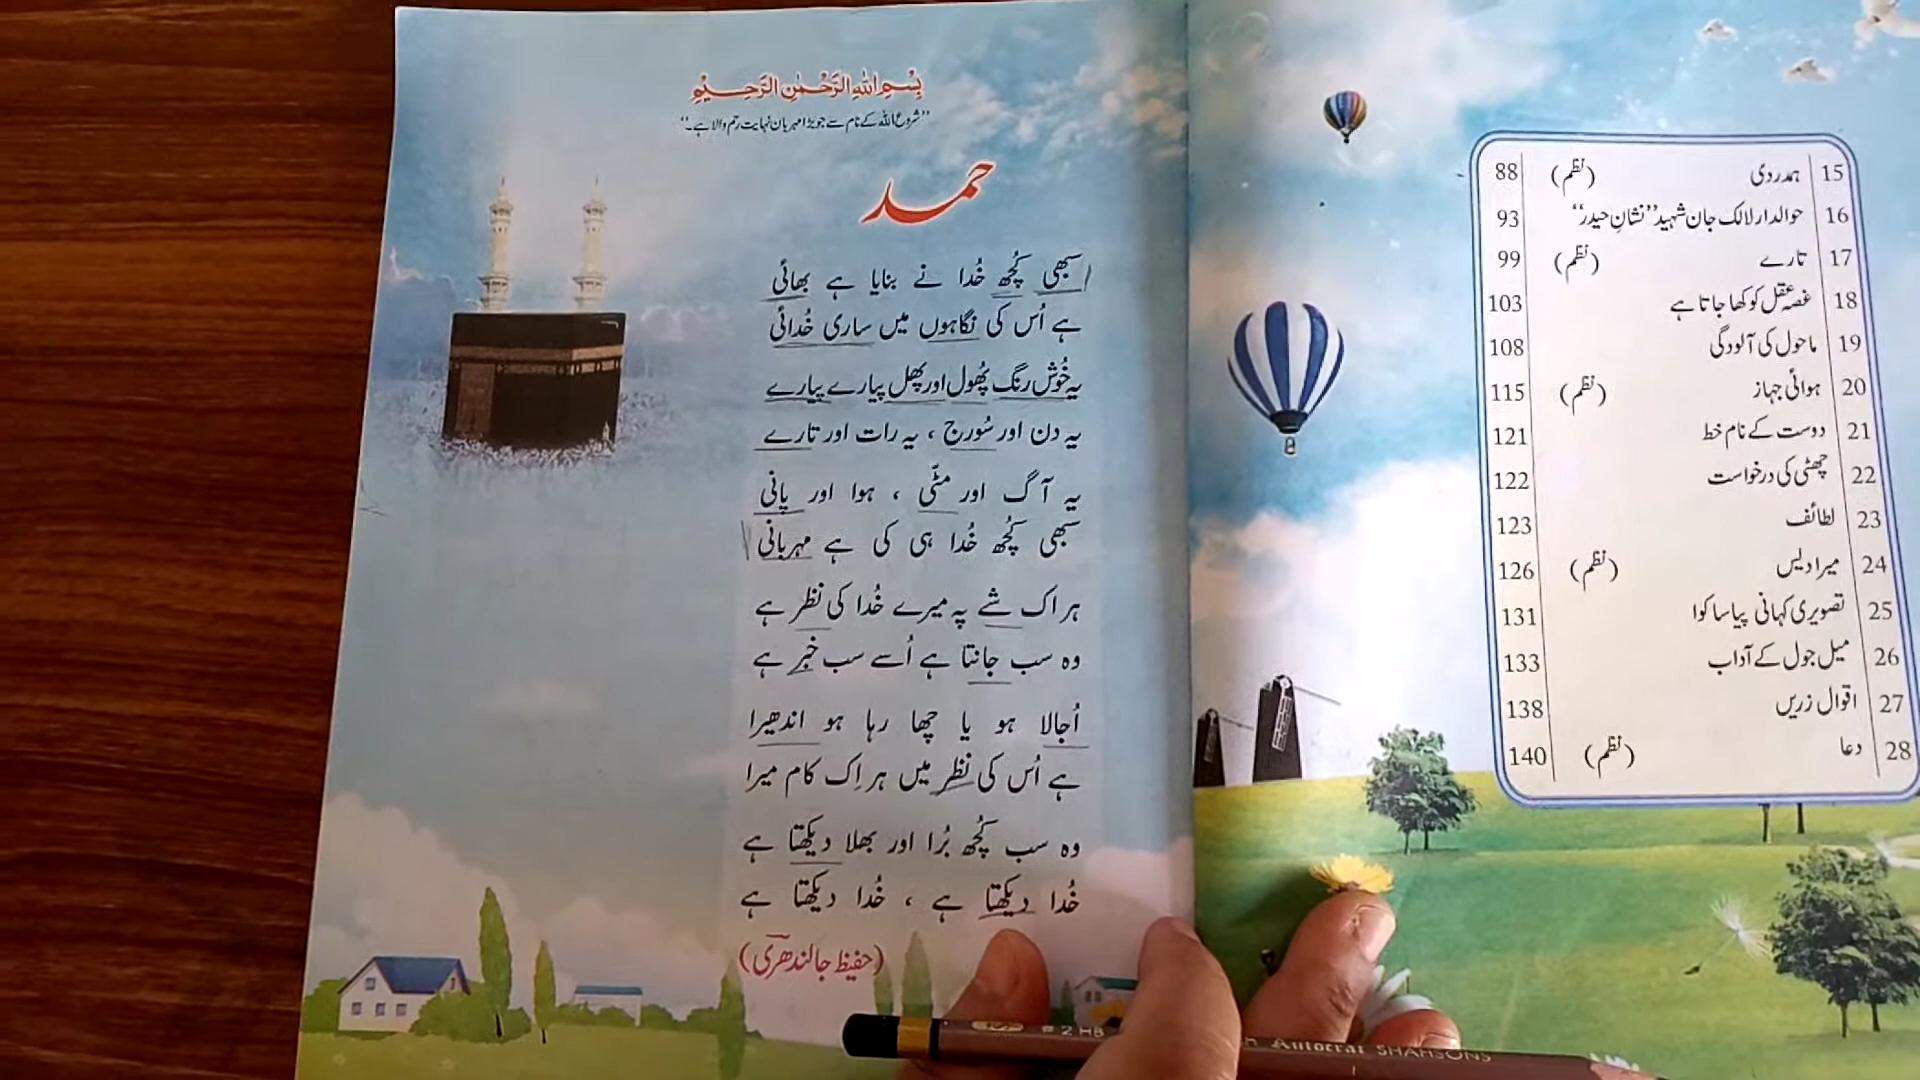 بِسْمِ اللهِ الرَّحْمٰنِ الرَّحِيْمِ
"شروع اللہ کے نام سے جو بڑا مہربان نہایت رحم والا ہے۔"
حمد
سبھی کُچھ خُدا نے بنایا ہے بھائی
ہے اُس کی نگاہوں میں ساری خُدائی
یہ خُوش رنگ پُھول اور پھل پیارے پیارے
یہ دن اور سُورج ، یہ رات اور تارے
یہ آگ اور مٹّی ، ہوا اور پانی
سبھی کُچھ خُدا ہی کی ہے مہربانی
ہر اک شے پہ میرے خُدا کی نظر ہے
وہ سب جانتا ہے اُسے سب خبر ہے
اُجالا ہو یا چھا رہا ہو اندھیرا
ہے اُس کی نظر میں ہر اِک کام میرا
وہ سب کُچھ بُرا اور بھلا دیکھتا ہے
خُدا دیکھتا ہے ، خُدا دیکھتا ہے
(حفیظ جالندھری)
15 ہمدردی (نظم) 88
16 حوالدار لالک جان شہید "نشانِ حیدر" 93
17 تارے (نظم) 99
18 غصہ عقل کو کھا جاتا ہے 103
19 ماحول کی آلودگی 108
20 ہوائی جہاز (نظم) 115
21 دوست کے نام خط 121
22 چھٹی کی درخواست 122
23 لطائف 123
24 میرا دیس (نظم) 126
25 تصویری کہانی پیاسا کوا 131
26 میل جول کے آداب 133
27 اقوال زریں 138
28 دعا (نظم) 140
# 2 HB
Autocrat SHAHSONS